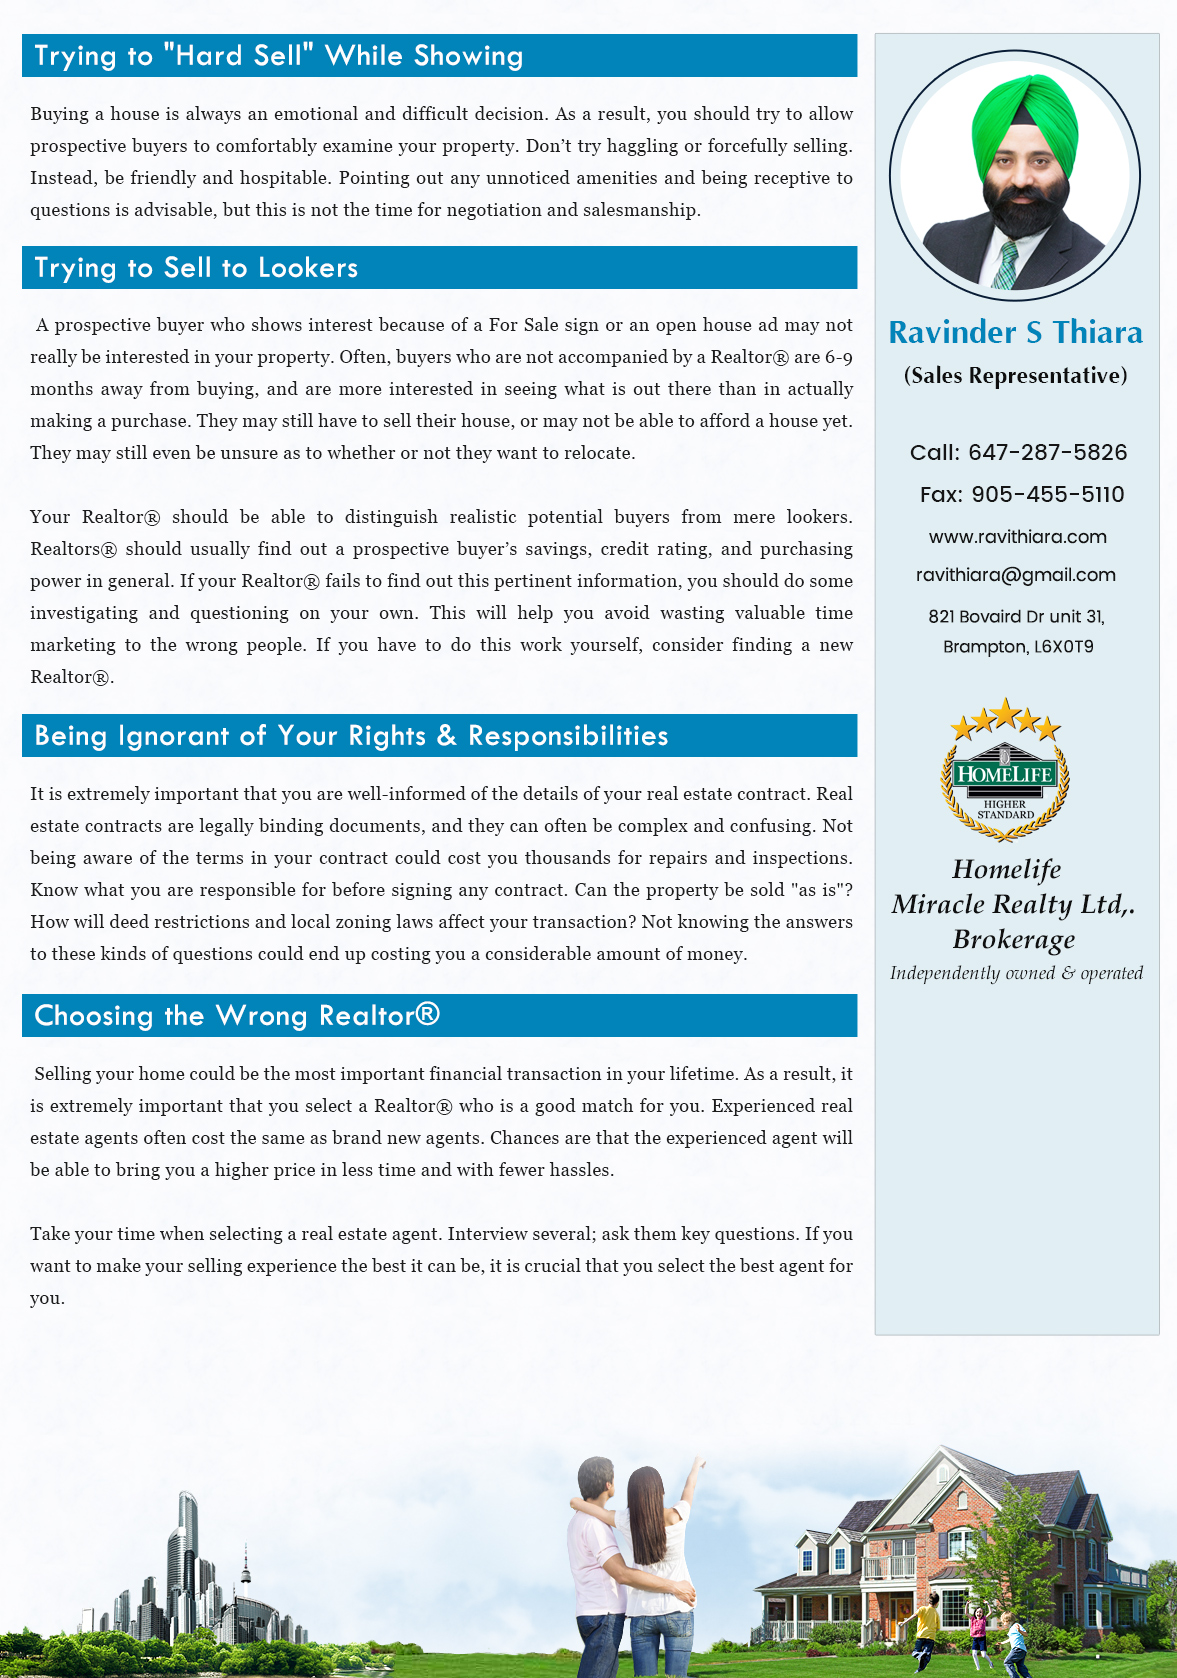 Trying to "Hard Sell" While Showing
Buying a house is always an emotional and difficult decision. As a result, you should try to allow
prospective buyers to comfortably examine your property. Don’t try haggling or forcefully selling.
Instead, be friendly and hospitable. Pointing out any unnoticed amenities and being receptive to
questions is advisable, but this is not the time for negotiation and salesmanship.
Trying to Sell to Lookers
A prospective buyer who shows interest because of a For Sale sign or an open house ad may not
really be interested in your property. Often, buyers who are not accompanied by a Realtor® are 6-9
months away from buying, and are more interested in seeing what is out there than in actually
making a purchase. They may still have to sell their house, or may not be able to afford a house yet.
They may still even be unsure as to whether or not they want to relocate.
Your Realtor® should be able to distinguish realistic potential buyers from mere lookers.
Realtors® should usually find out a prospective buyer’s savings, credit rating, and purchasing
power in general. If your Realtor® fails to find out this pertinent information, you should do some
investigating and questioning on your own. This will help you avoid wasting valuable time
marketing to the wrong people. If you have to do this work yourself, consider finding a new
Realtor®.
Being Ignorant of Your Rights & Responsibilities
It is extremely important that you are well-informed of the details of your real estate contract. Real
estate contracts are legally binding documents, and they can often be complex and confusing. Not
being aware of the terms in your contract could cost you thousands for repairs and inspections.
Know what you are responsible for before signing any contract. Can the property be sold "as is"?
How will deed restrictions and local zoning laws affect your transaction? Not knowing the answers
to these kinds of questions could end up costing you a considerable amount of money.
Choosing the Wrong Realtor®
Selling your home could be the most important financial transaction in your lifetime. As a result, it
is extremely important that you select a Realtor® who is a good match for you. Experienced real
estate agents often cost the same as brand new agents. Chances are that the experienced agent will
be able to bring you a higher price in less time and with fewer hassles.
Take your time when selecting a real estate agent. Interview several; ask them key questions. If you
want to make your selling experience the best it can be, it is crucial that you select the best agent for
you.
Ravinder S Thiara
(Sales Representative)
Call: 647-287-5826
Fax: 905-455-5110
www.ravithiara.com
ravithiara@gmail.com
821 Bovaird Dr unit 31,
Brampton, L6X0T9
HOMELIFE
HIGHER
STANDARD
Homelife
Miracle Realty Ltd,.
Brokerage
Independently owned & operated